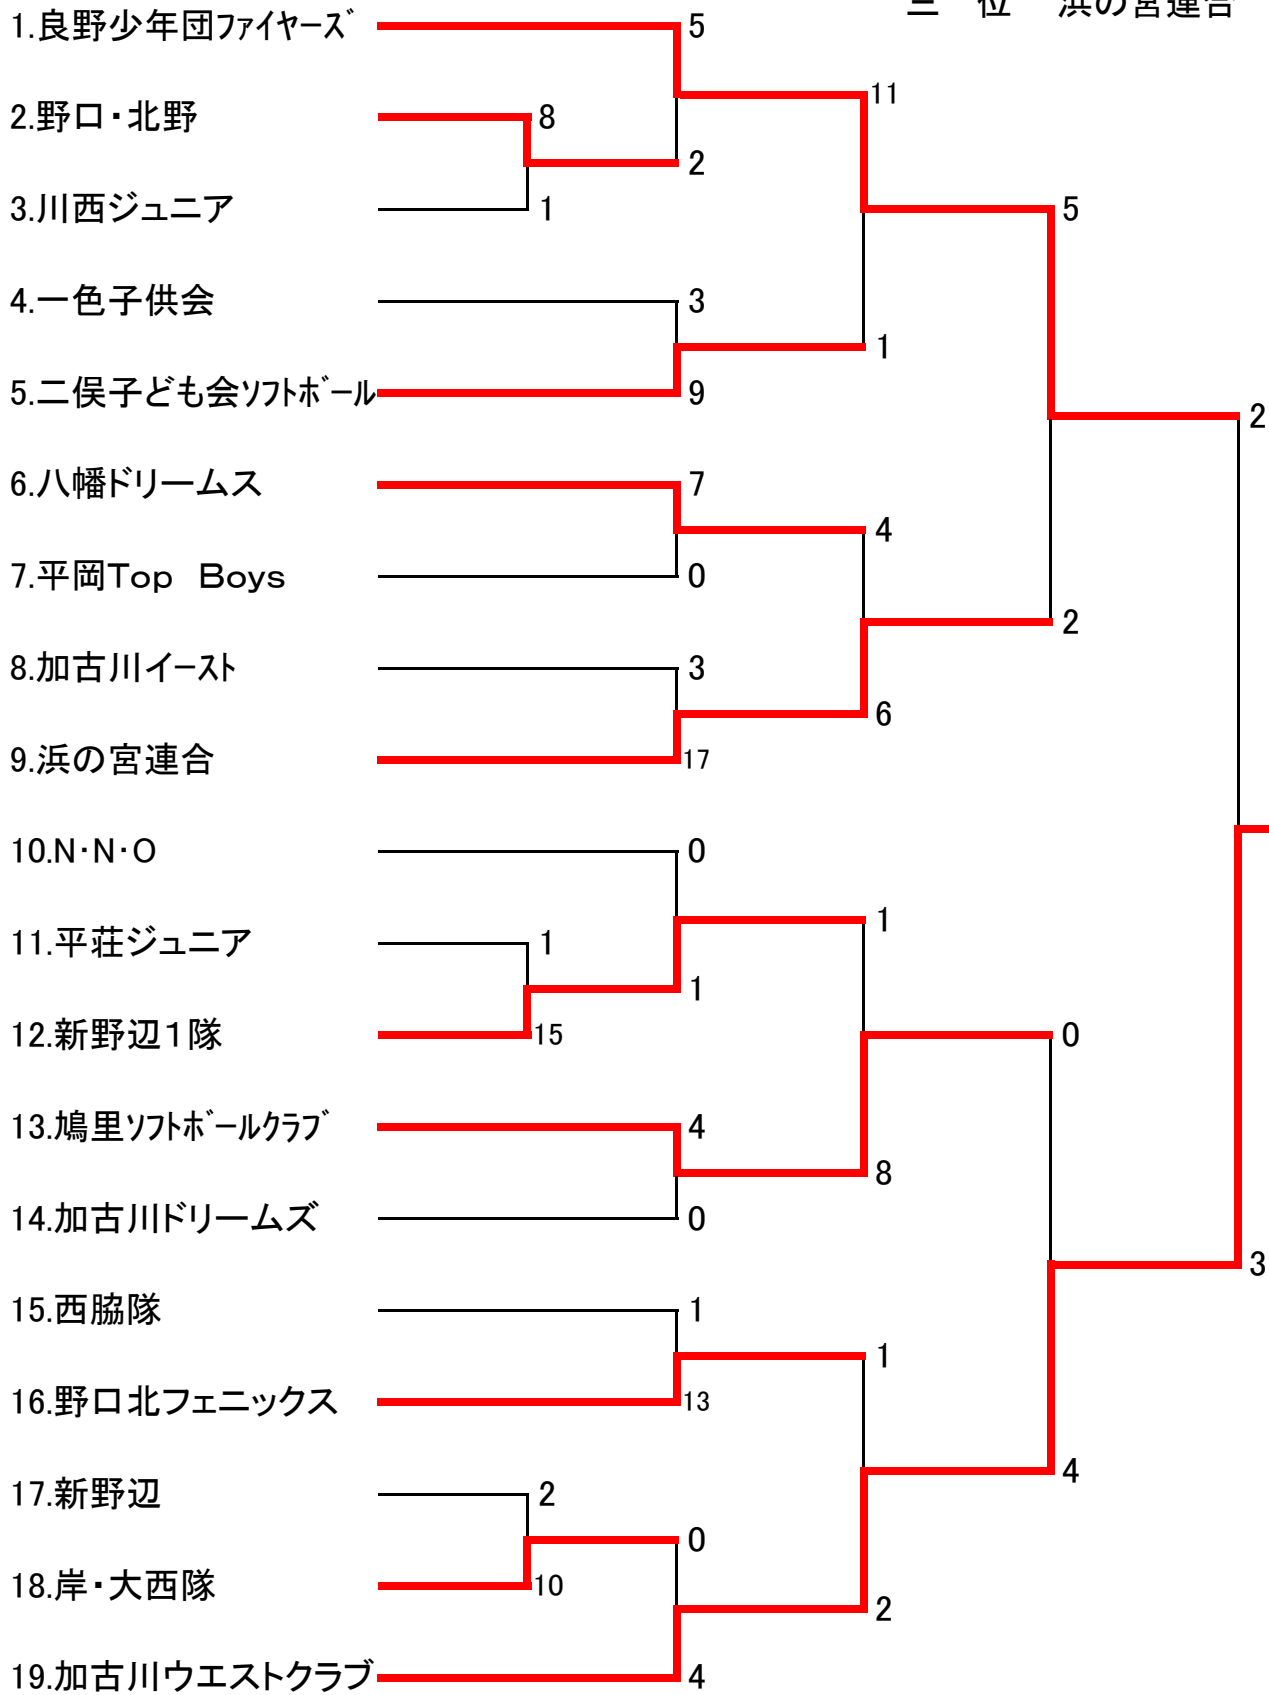 三　位　浜の宮連合
1.良野少年団ファイヤーズ 5
11
2.野口・北野 8
2
3.川西ジュニア 1 5
4.一色子供会 3
1
5.二俣子ども会ソフトボール 9
2
6.八幡ドリームス 7
4
7.平岡Top　Boys 0
2
8.加古川イースト 3
6
9.浜の宮連合 17
10.N・N・O 0
1
11.平荘ジュニア 1
1
12.新野辺１隊 15 0
13.鳩里ソフトボールクラブ 4
8
14.加古川ドリームズ 0
3
15.西脇隊 1
1
16.野口北フェニックス 13
4
17.新野辺 2
0
18.岸・大西隊 10
2
19.加古川ウエストクラブ 4